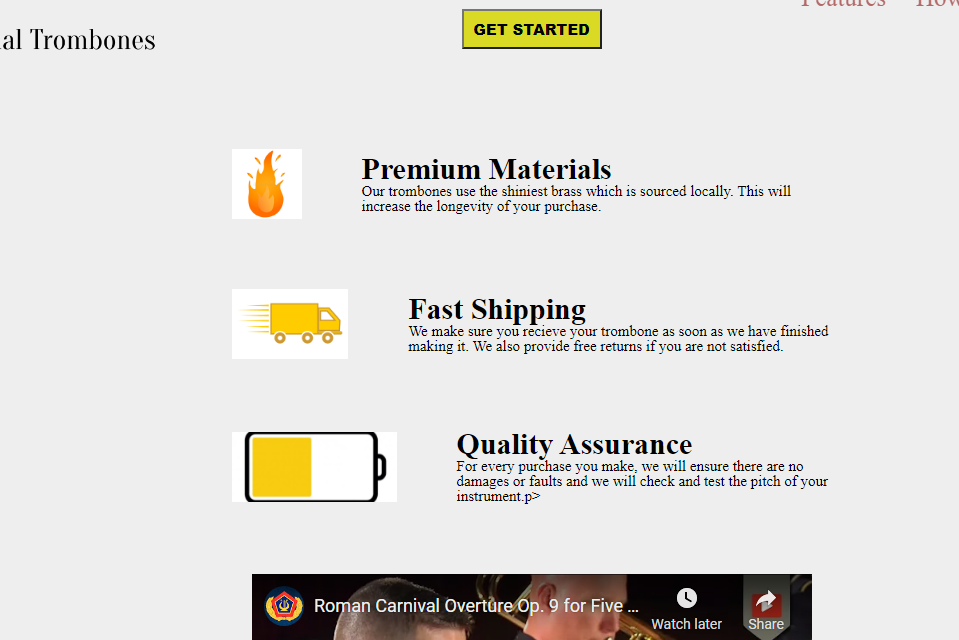 Features
GET STARTED
Trombones
Premium Materials
Our trombones use the shiniest brass which is sourced locally. This will
increase the longevity of your purchase.
Fast Shipping
We make sure you recieve your trombone as soon as we have finished
making it. We also provide free returns if you are not satisfied.
Quality Assurance
For every purchase you make, we will ensure there are no
damages or faults and we will check and test the pitch of your
instrument.p>
Roman Carnival Overture Op. 9 for Five ...
Watch later
Share